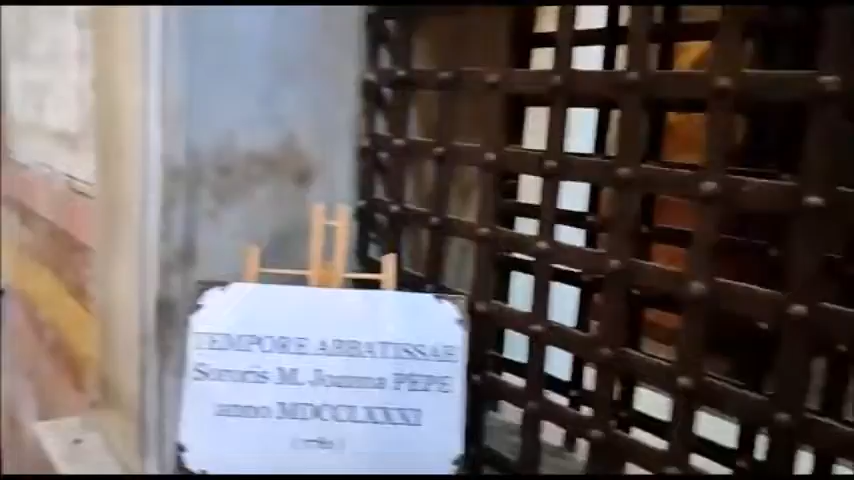 TEMPORE ABBATISSAE
Sororis M. Joanna PEPE
anno MDCCLXXXI